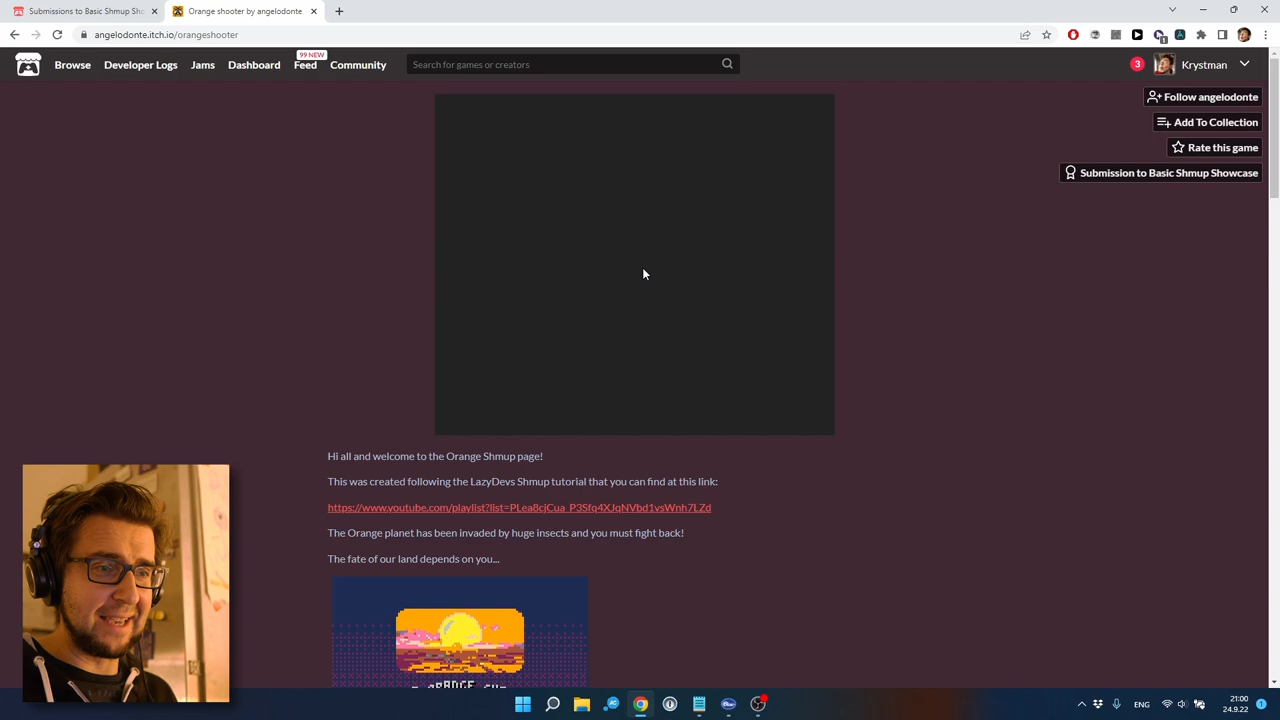 Submissions to Basic Shmup Sho
Orange shooter by angelodonte
angelodonte.itch.io/orangeshooter
1
99 NEW
Browse
Developer Logs
Jams
Dashboard
Feed
Community
Search for games or creators
3
Krystman
Follow angelodonte
Add To Collection
Rate this game
Submission to Basic Shmup Showcase
Hi all and welcome to the Orange Shmup page!
This was created following the LazyDevs Shmup tutorial that you can find at this link:
https://www.youtube.com/playlist?list=PLea8cjCua_P3Sfq4XJqNVbd1vsWnh7LZd
The Orange planet has been invaded by huge insects and you must fight back!
The fate of our land depends on you...
ENG
21:00
24.9.22
1